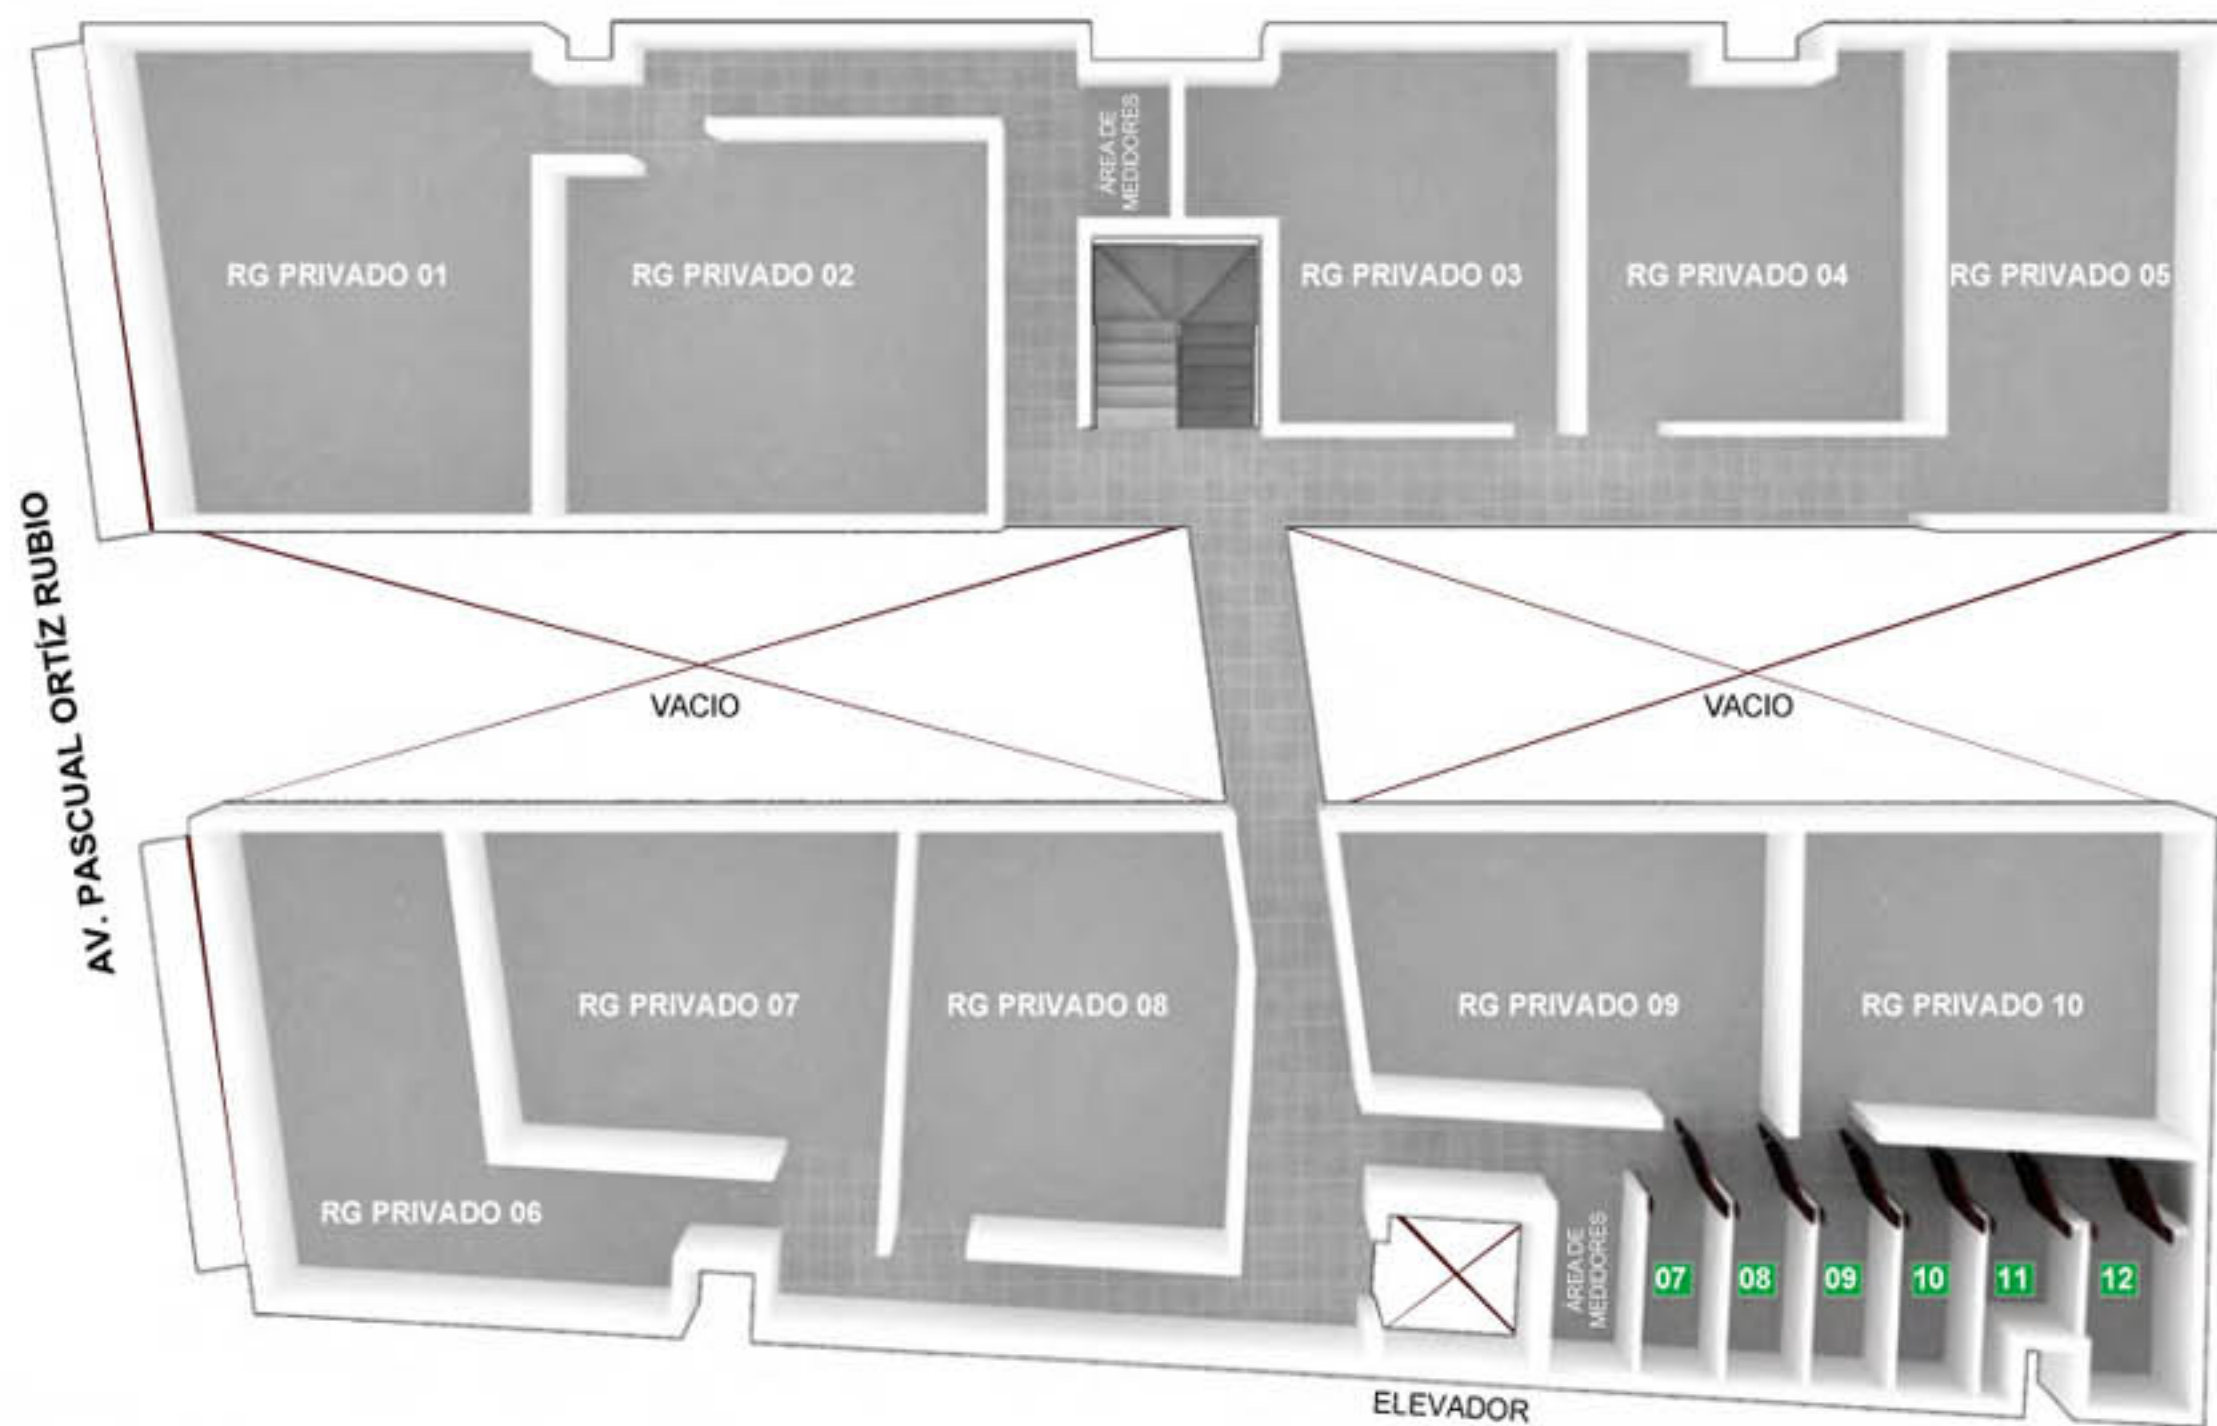 ÁREA DE
MEDIDORES
RG PRIVADO 01
RG PRIVADO 02
RG PRIVADO 03
RG PRIVADO 04
RG PRIVADO 05
AV. PASCUAL ORTÍZ RUBIO
VACIO
VACIO
RG PRIVADO 07
RG PRIVADO 08
RG PRIVADO 09
RG PRIVADO 10
RG PRIVADO 06
ÁREA DE
MEDIDORES
07
08
09
10
11
12
ELEVADOR